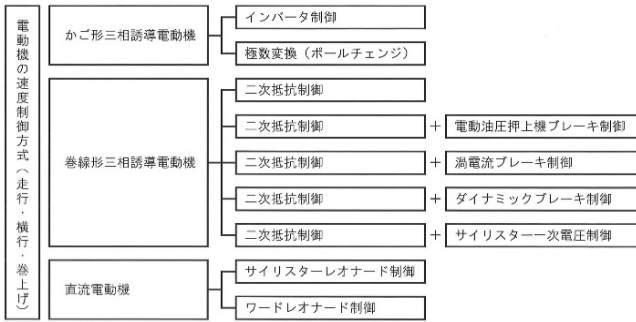 電動機の速度制御方式（走行・横行・巻上げ）
かご形三相誘導電動機
インバータ制御
極数変換（ポールチェンジ）
巻線形三相誘導電動機
二次抵抗制御
二次抵抗制御 + 電動油圧押上機ブレーキ制御
二次抵抗制御 + 渦電流ブレーキ制御
二次抵抗制御 + ダイナミックブレーキ制御
二次抵抗制御 + サイリスター一次電圧制御
直流電動機
サイリスターレオナード制御
ワードレオナード制御